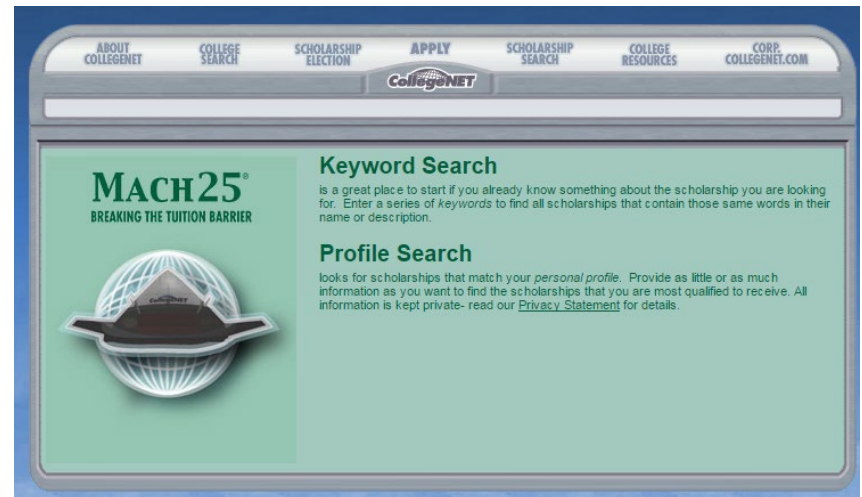 ABOUT COLLEGENET
COLLEGE SEARCH
SCHOLARSHIP ELECTION
APPLY
SCHOLARSHIP SEARCH
COLLEGE RESOURCES
CORP. COLLEGENET.COM
CollegeNET
MACH25®
BREAKING THE TUITION BARRIER
CollegeNET
Keyword Search
is a great place to start if you already know something about the scholarship you are looking
for. Enter a series of keywords to find all scholarships that contain those same words in their
name or description.
Profile Search
looks for scholarships that match your personal profile. Provide as little or as much
information as you want to find the scholarships that you are most qualified to receive. All
information is kept private- read our Privacy Statement for details.